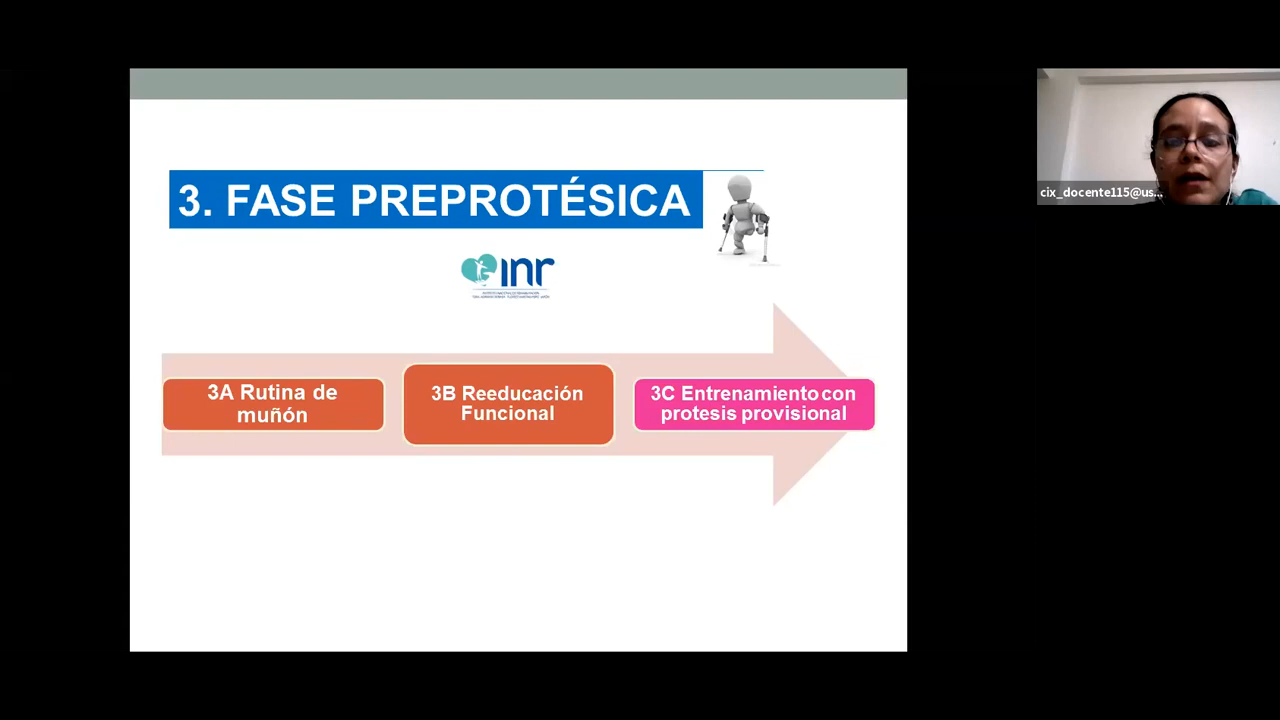 3. FASE PREPROTÉSICA
inr
3A Rutina de
muñón
3B Reeducación
Funcional
3C Entrenamiento con
protesis provisional
cix_docente115@us...